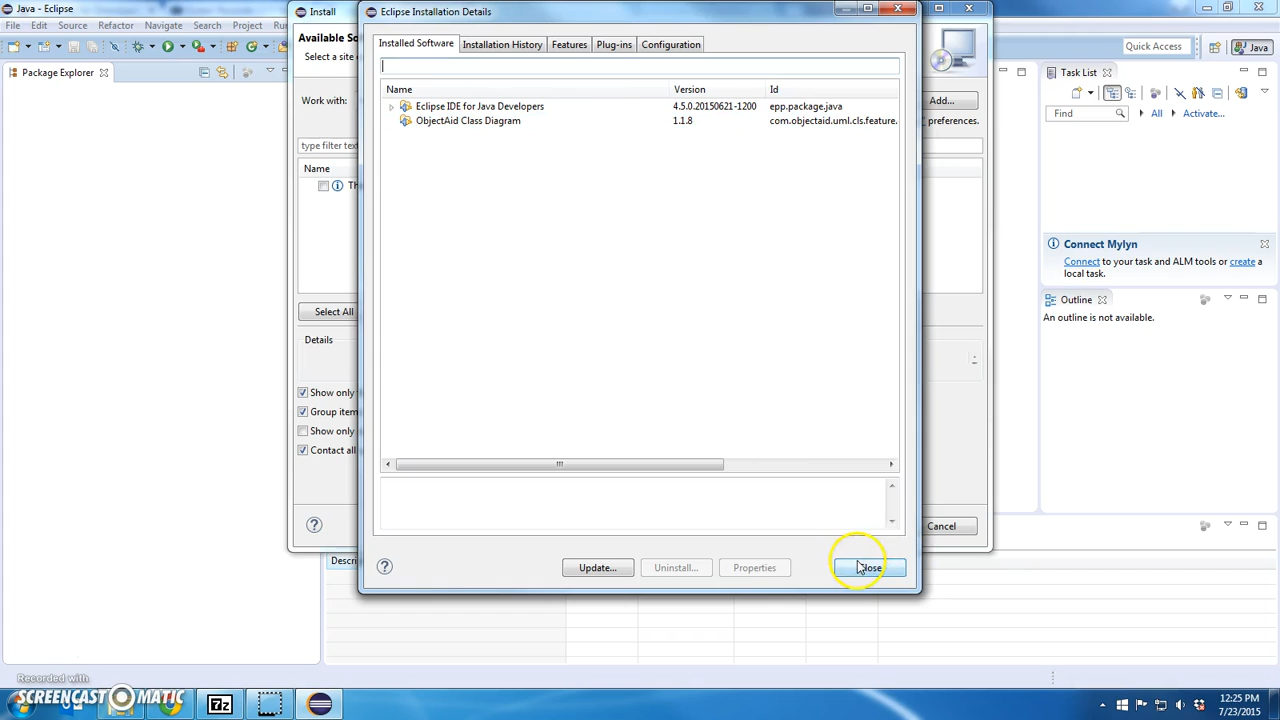 Java - Eclipse
Install
Eclipse Installation Details
File Edit Source Refactor Navigate Search Project
Available So
Select a site
Installed Software Installation History Features Plug-ins Configuration
Quick Access
Java
Package Explorer
Task List
Name Version Id
Work with:
Add...
Eclipse IDE for Java Developers 4.5.0.20150621-1200 epp.package.java
ObjectAid Class Diagram 1.1.8 com.objectaid.uml.cls.feature.
preferences.
Find
All
Activate...
type filter tex
Name
Th
Connect Mylyn
Connect to your task and ALM tools or create a
local task.
Outline
An outline is not available.
Select All
Details
Show only
Group item
Show only
Contact all
Cancel
Descri
Update... Uninstall... Properties Close
Recorded with
SCREENCAST MATIC
7z
12:25 PM
7/23/2015